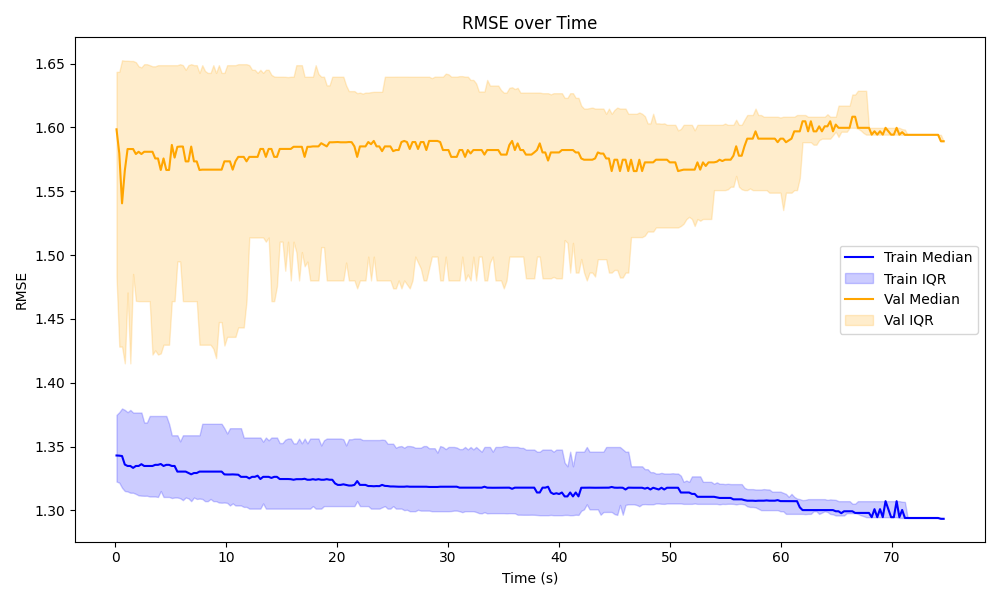 RMSE over Time
1.65
1.60
1.55
1.50
1.45
1.40
1.35
1.30
RMSE
Train Median
Train IQR
Val Median
Val IQR
0 10 20 30 40 50 60 70
Time (s)